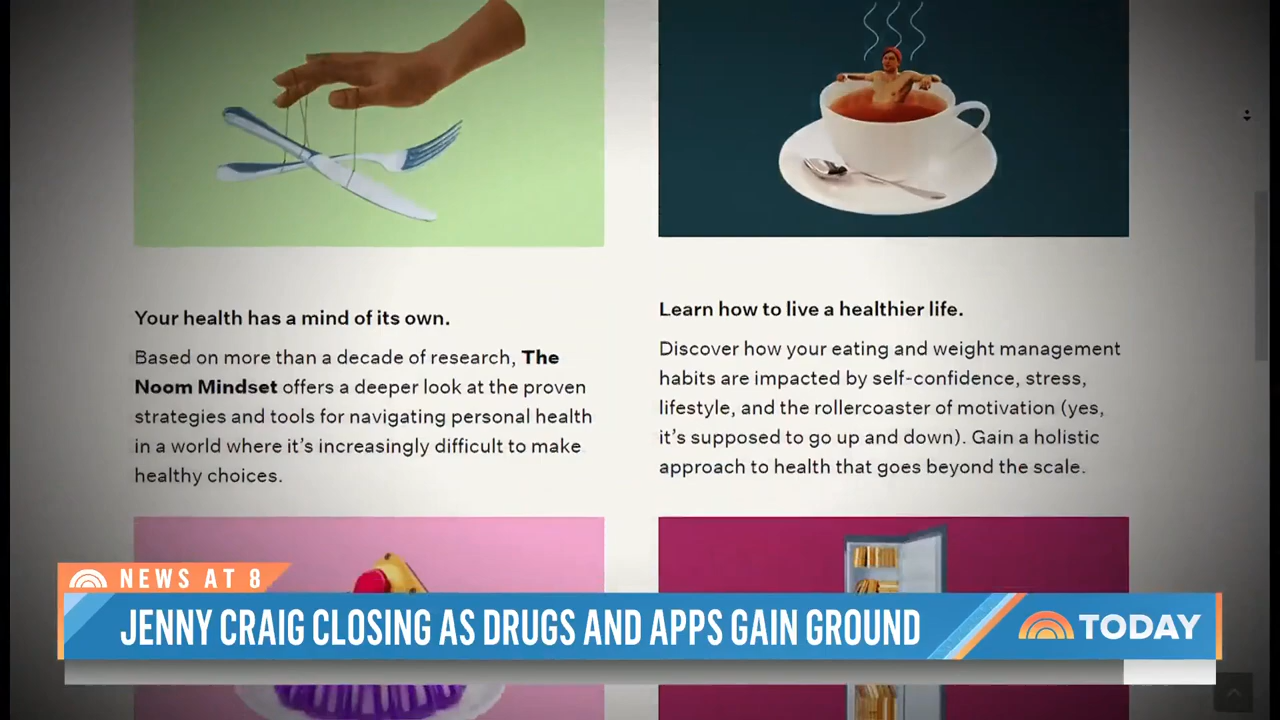 Your health has a mind of its own.
Based on more than a decade of research, The
Noom Mindset offers a deeper look at the proven
strategies and tools for navigating personal health
in a world where it’s increasingly difficult to make
healthy choices.
Learn how to live a healthier life.
Discover how your eating and weight management
habits are impacted by self-confidence, stress,
lifestyle, and the rollercoaster of motivation (yes,
it’s supposed to go up and down). Gain a holistic
approach to health that goes beyond the scale.
NEWS AT 8
JENNY CRAIG CLOSING AS DRUGS AND APPS GAIN GROUND
TODAY